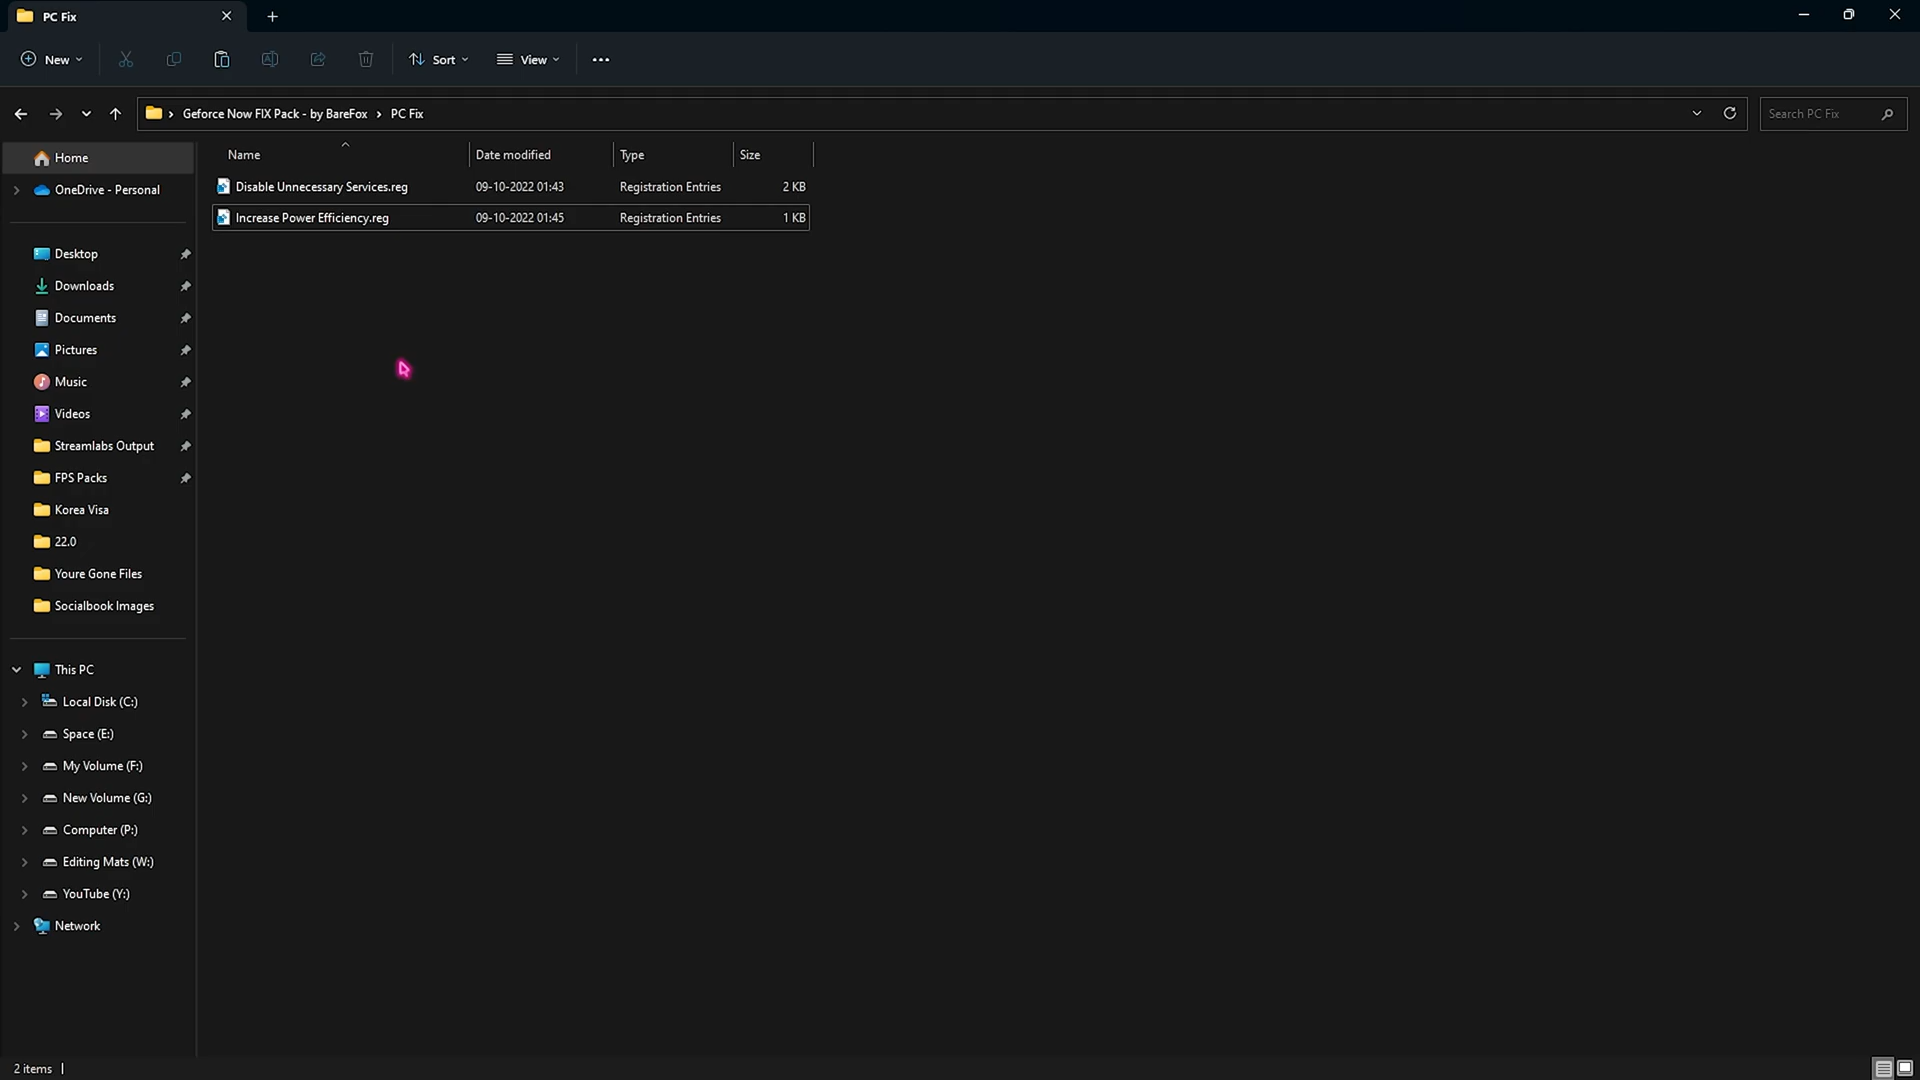 PC Fix
New
Sort
View
Geforce Now FIX Pack - by BareFox > PC Fix
Search PC Fix
Name Date modified Type Size
Home
OneDrive - Personal
Disable Unnecessary Services.reg 09-10-2022 01:43 Registration Entries 2 KB
Increase Power Efficiency.reg 09-10-2022 01:45 Registration Entries 1 KB
Desktop
Downloads
Documents
Pictures
Music
Videos
Streamlabs Output
FPS Packs
Korea Visa
22.0
Youre Gone Files
Socialbook Images
This PC
Local Disk (C:)
Space (E:)
My Volume (F:)
New Volume (G:)
Computer (P:)
Editing Mats (W:)
YouTube (Y:)
Network
2 items